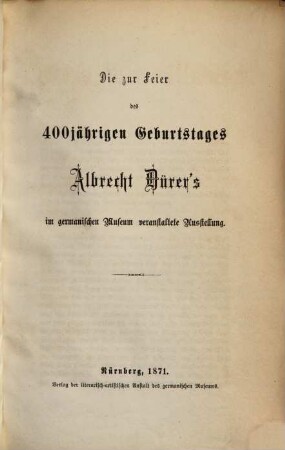 Die zur Feier
des
400jährigen Geburtstages
Albrecht Dürer's
im germanischen Museum veranstaltete Ausstellung.
Nürnberg, 1871.
Verlag der literarisch-artistischen Anstalt des germanischen Museums.